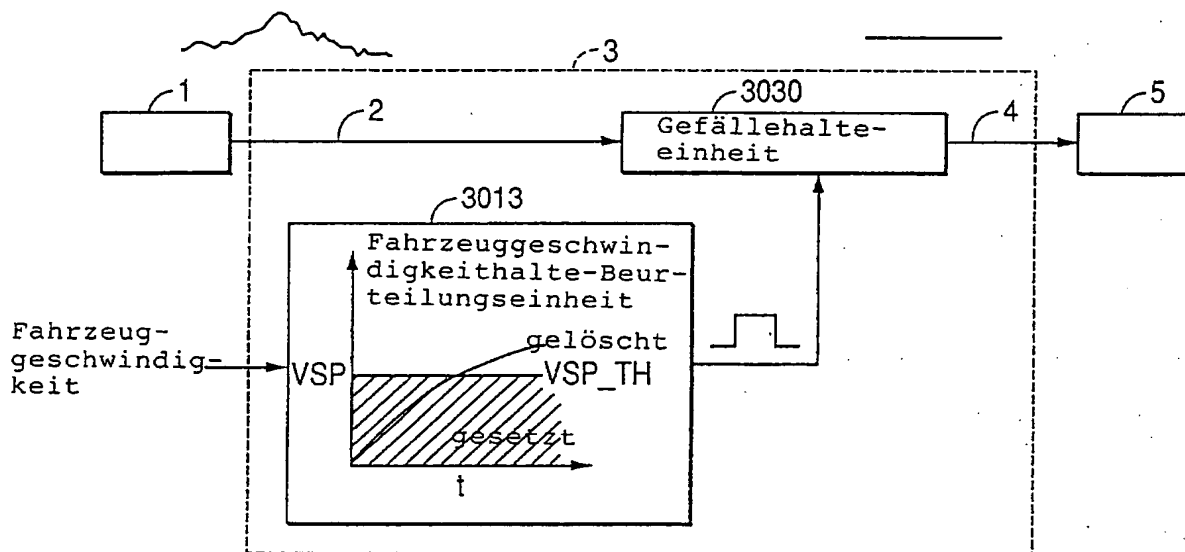 3
1
2
3030
4
5
Gefällehalte-
einheit
3013
Fahrzeuggeschwin-
digkeithalte-Beur-
teilungseinheit
Fahrzeug-
geschwindig-
keit
gelöscht
VSP
VSP_TH
gesetzt
t